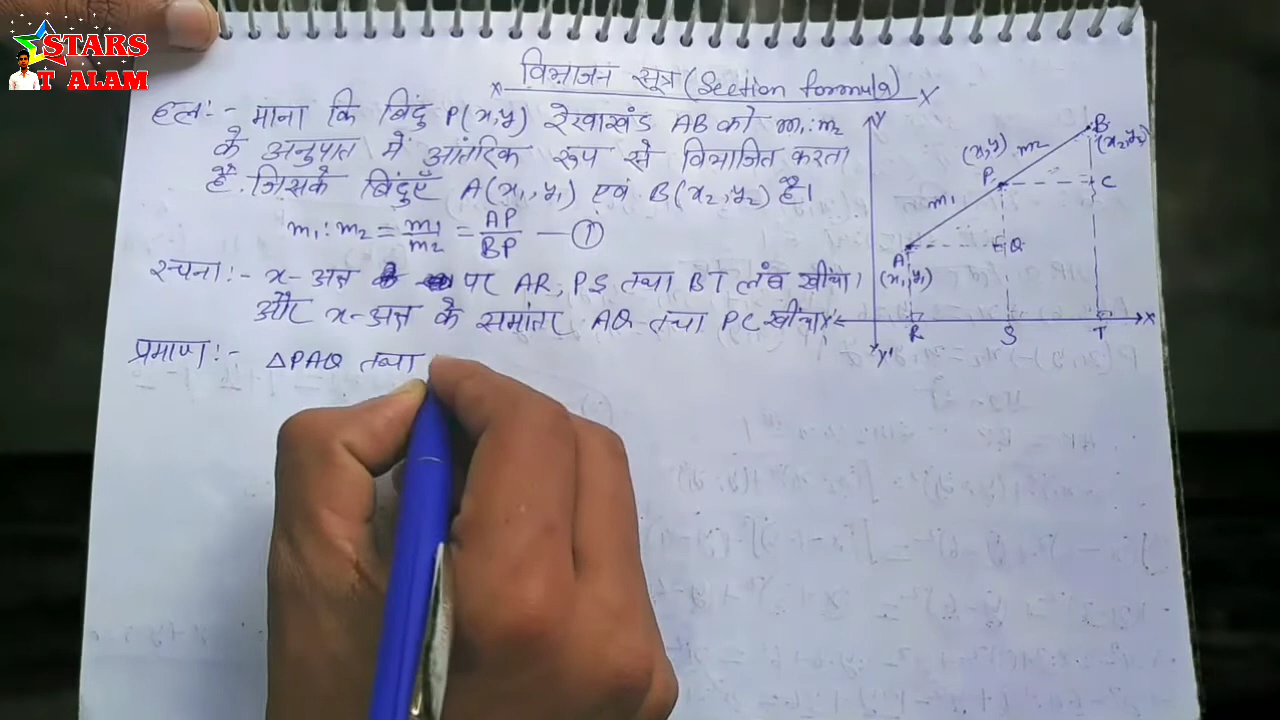 STARS
T ALAM
विभाजन सूत्र (Section formula)
हल:- माना कि बिंदु P(x,y) रेखाखंड AB को m₁:m₂
के अनुपात में आंतरिक रूप से विभाजित करता
है. जिसके बिंदुएँ A(x₁,y₁) एवं B(x₂,y₂) है।
m₁:m₂ = m₁/m₂ = AP/BP — ①
रचना:- x-अक्ष पर AR, PS तथा BT लंब खींचा।
और x-अक्ष के समांतर AQ तथा PC खींचा
प्रमाण:- ΔPAQ तथा
Y
B
(x₂,y₂)
(x,y) m₂
P
C
m₁
A
Q
(x₁,y₁)
x' x
R S T
y'